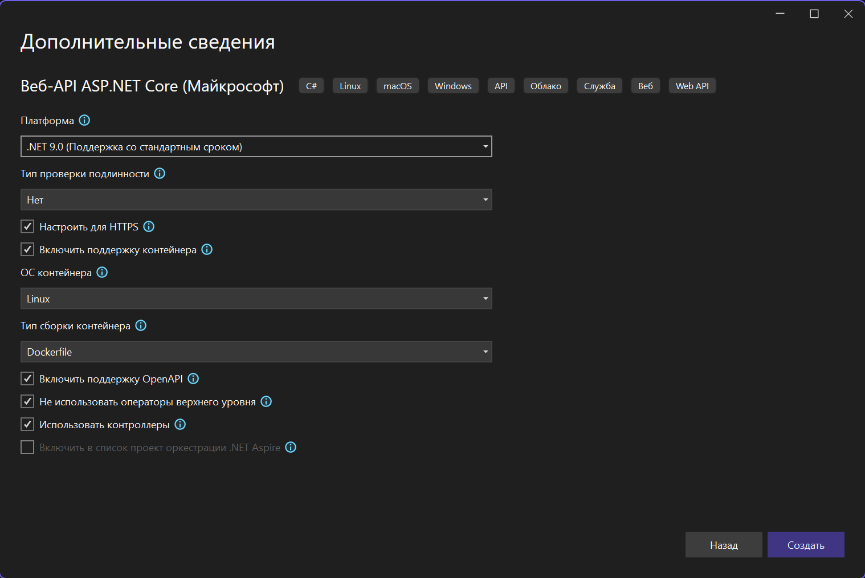 Дополнительные сведения
Веб-API ASP.NET Core (Майкрософт) C# Linux macOS Windows API Облако Служба Веб Web API
Платформа
.NET 9.0 (Поддержка со стандартным сроком)
Тип проверки подлинности
Нет
Настроить для HTTPS
Включить поддержку контейнера
ОС контейнера
Linux
Тип сборки контейнера
Dockerfile
Включить поддержку OpenAPI
Не использовать операторы верхнего уровня
Использовать контроллеры
Включить в список проект оркестрации .NET Aspire
Назад Создать